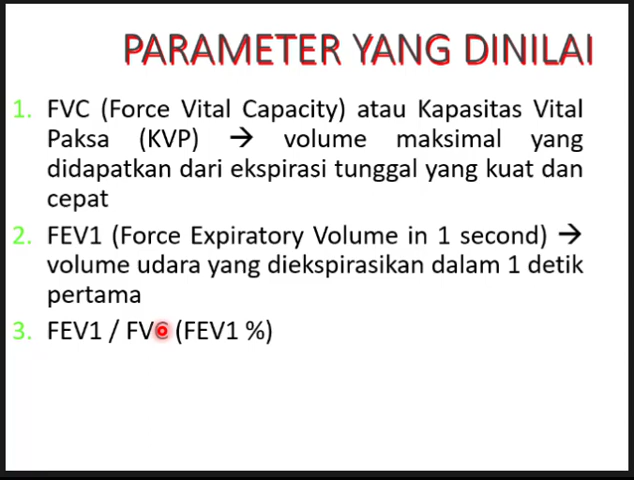 PARAMETER YANG DINILAI
1. FVC (Force Vital Capacity) atau Kapasitas Vital
Paksa (KVP) → volume maksimal yang
didapatkan dari ekspirasi tunggal yang kuat dan
cepat
2. FEV1 (Force Expiratory Volume in 1 second) →
volume udara yang diekspirasikan dalam 1 detik
pertama
3. FEV1 / FVC (FEV1 %)